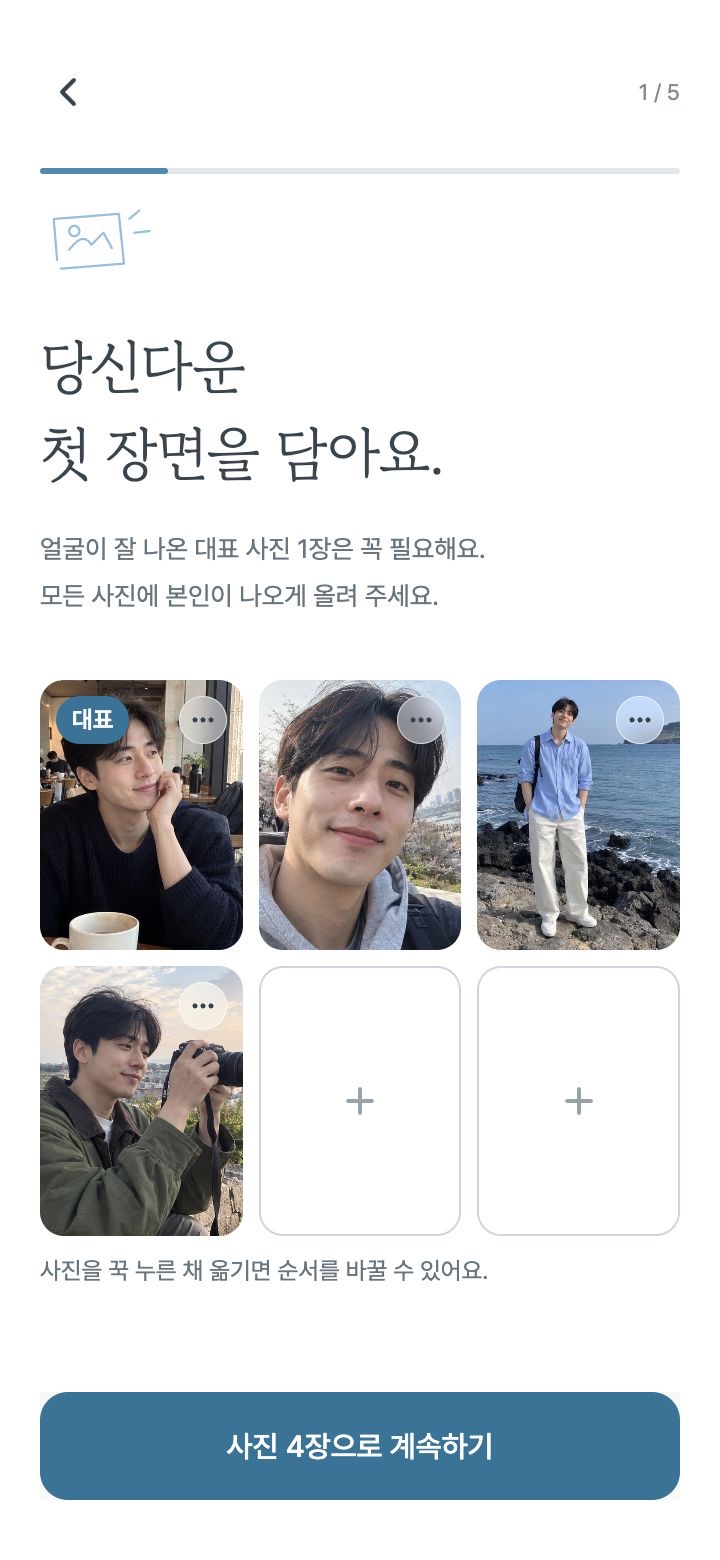 1 / 5
당신다운
첫 장면을 담아요.
얼굴이 잘 나온 대표 사진 1장은 꼭 필요해요.
모든 사진에 본인이 나오게 올려 주세요.
대표
사진을 꾹 누른 채 옮기면 순서를 바꿀 수 있어요.
사진 4장으로 계속하기